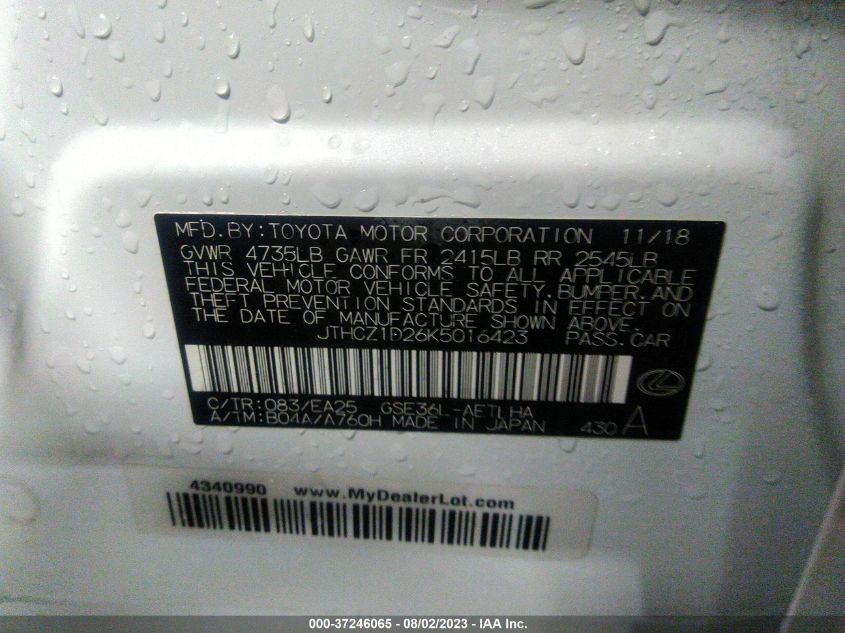 MFD. BY: TOYOTA MOTOR CORPORATION 11/18
GVWR 4735LB GAWR FR 2415LB RR 2545LB
THIS VEHICLE CONFORMS TO ALL APPLICABLE
FEDERAL MOTOR VEHICLE SAFETY, BUMPER, AND
THEFT PREVENTION STANDARDS IN EFFECT ON
THE DATE OF MANUFACTURE SHOWN ABOVE.
JTHCZ1D26K5016423 PASS. CAR
C/TR: 083/EA25 GSE36L-AETLHA
A/TM: B04A/A760H MADE IN JAPAN 430 A
4340990 www.MyDealerLot.com
000-37246065 - 08/02/2023 - IAA Inc.